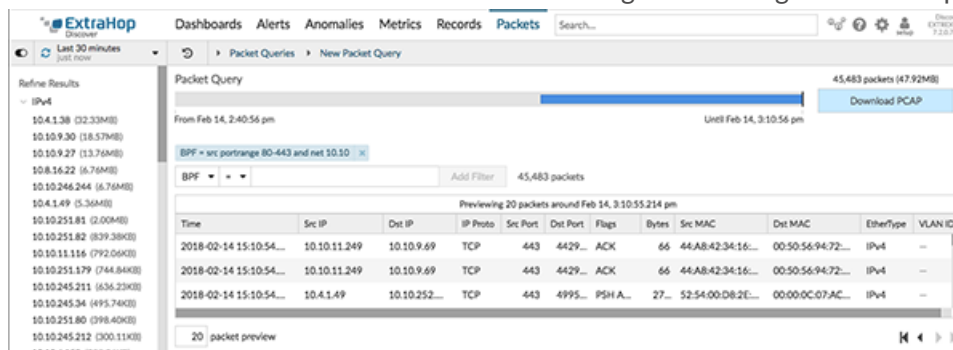 ExtraHop
Discover
Dashboards Alerts Anomalies Metrics Records Packets Search...
setup
Last 30 minutes
just now
Packet Queries New Packet Query
Refine Results
IPv4
10.4.1.38 (32.33MB)
10.10.9.30 (18.57MB)
10.10.9.27 (13.76MB)
10.8.16.22 (6.76MB)
10.10.246.244 (6.76MB)
10.4.1.49 (5.36MB)
10.10.251.81 (2.00MB)
10.10.251.82 (839.38KB)
10.10.11.116 (792.06KB)
10.10.251.179 (744.84KB)
10.10.245.211 (636.23KB)
10.10.245.34 (495.74KB)
10.10.251.80 (398.40KB)
10.10.245.212 (300.11KB)
Packet Query
45,483 packets (47.92MB)
Download PCAP
From Feb 14, 2:40:56 pm Until Feb 14, 3:10:56 pm
BPF = src portrange 80-443 and net 10.10 ×
BPF = Add Filter 45,483 packets
Previewing 20 packets around Feb 14, 3:10:55.214 pm
Time Src IP Dst IP IP Proto Src Port Dst Port Flags Bytes Src MAC Dst MAC EtherType VLAN ID
2018-02-14 15:10:54.... 10.10.11.249 10.10.9.69 TCP 443 4429... ACK 66 44:A8:42:34:16:... 00:50:56:94:72:... IPv4 —
2018-02-14 15:10:54.... 10.10.11.249 10.10.9.69 TCP 443 4429... ACK 66 44:A8:42:34:16:... 00:50:56:94:72:... IPv4 —
2018-02-14 15:10:54.... 10.4.1.49 10.10.252.... TCP 443 4995... PSH A... 27... 52:54:00:D8:2E:... 00:00:0C:07:AC... IPv4 —
20 packet preview